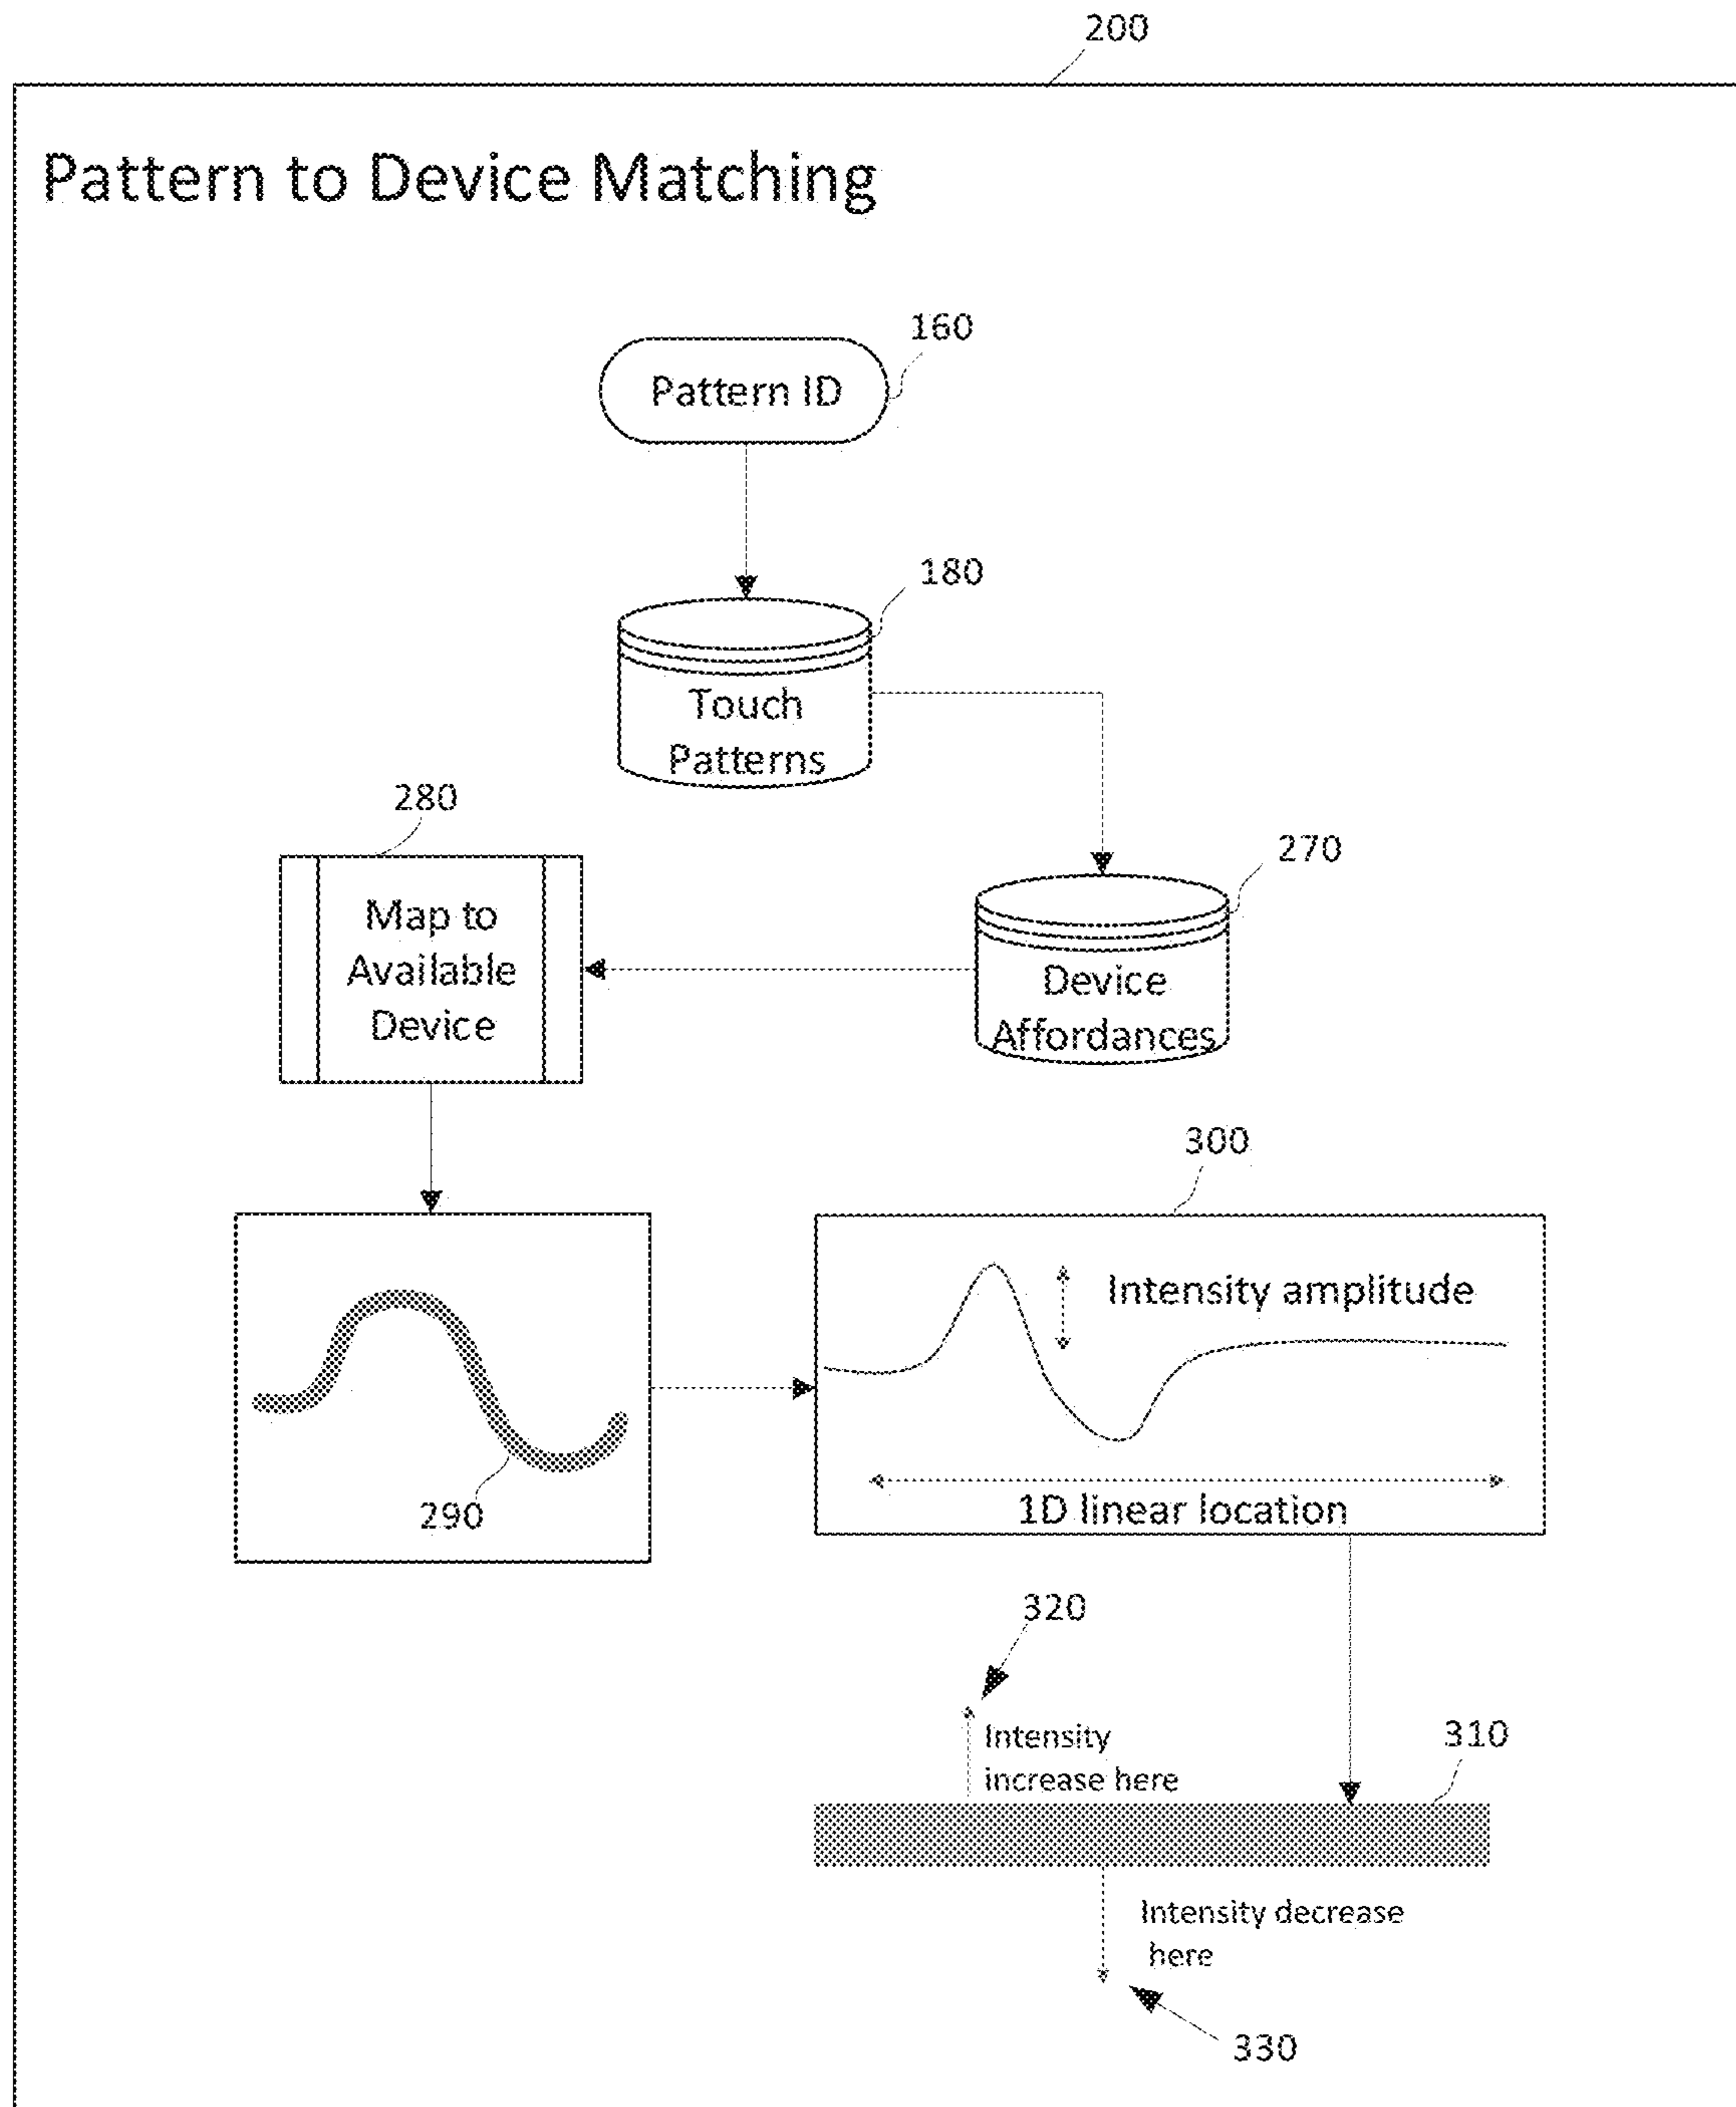 200
Pattern to Device Matching
160
Pattern ID
180
Touch
Patterns
280
270
Map to
Available
Device
Device
Affordances
300
Intensity amplitude
1D linear location
290
320
Intensity
increase here
310
Intensity decrease
here
330